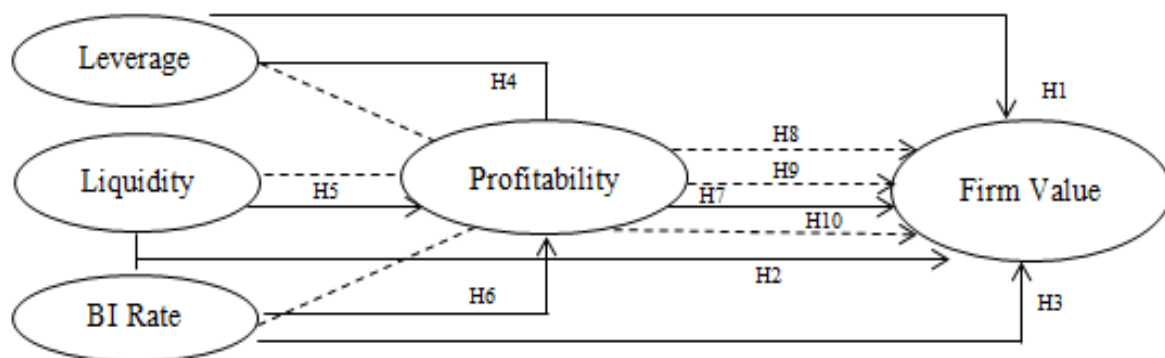 Leverage
H4
H1
H8
Liquidity
H5
Profitability
H9
H7
Firm Value
H10
H2
BI Rate
H6
H3